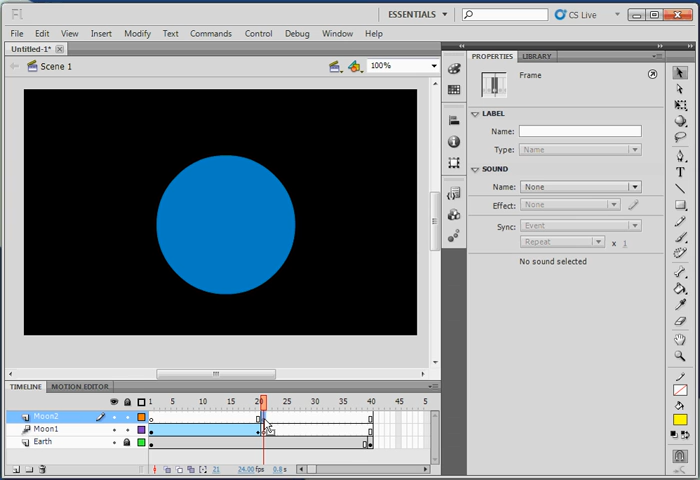 Fl
ESSENTIALS
CS Live
File Edit View Insert Modify Text Commands Control Debug Window Help
Untitled-1*
Scene 1
100%
PROPERTIES LIBRARY
Frame
LABEL
Name:
Type: Name
SOUND
Name: None
Effect: None
Sync: Event
Repeat x 1
No sound selected
TIMELINE MOTION EDITOR
1 5 10 15 20 25 30 35 40 45 5
Moon2
Moon1
Earth
21 24.00 fps 0.8 s